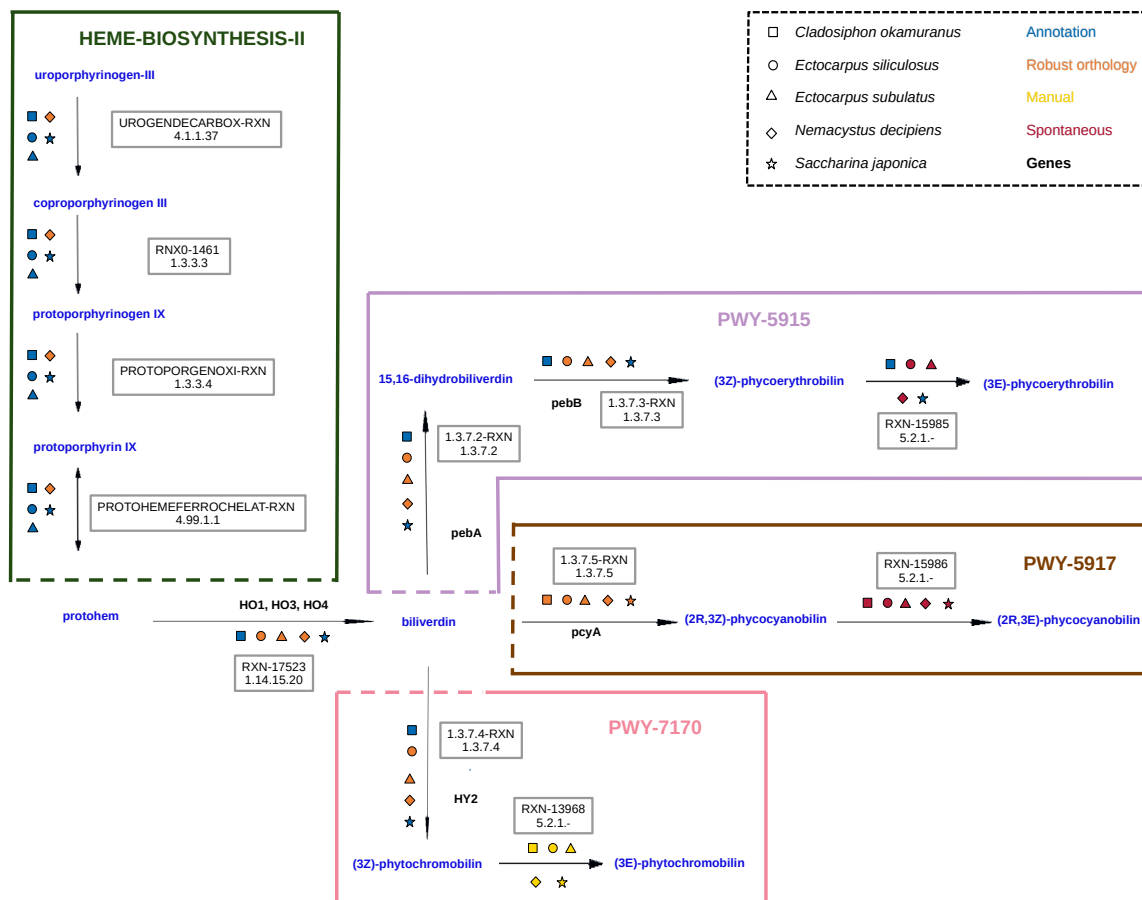 HEME-BIOSYNTHESIS-II
uroporphyrinogen-III
UROGENDECARBOX-RXN
4.1.1.37
coproporphyrinogen III
RNX0-1461
1.3.3.3
protoporphyrinogen IX
PROTOPORGENOXI-RXN
1.3.3.4
protoporphyrin IX
PROTOHEMEFERROCHELAT-RXN
4.99.1.1
Cladosiphon okamuranus Annotation
Ectocarpus siliculosus Robust orthology
Ectocarpus subulatus Manual
Nemacystus decipiens Spontaneous
Saccharina japonica Genes
PWY-5915
15,16-dihydrobiliverdin
pebB
1.3.7.3-RXN
1.3.7.3
(3Z)-phycoerythrobilin
(3E)-phycoerythrobilin
RXN-15985
5.2.1.-
1.3.7.2-RXN
1.3.7.2
pebA
PWY-5917
1.3.7.5-RXN
1.3.7.5
pcyA
(2R,3Z)-phycocyanobilin
RXN-15986
5.2.1.-
(2R,3E)-phycocyanobilin
protohem
HO1, HO3, HO4
RXN-17523
1.14.15.20
biliverdin
PWY-7170
1.3.7.4-RXN
1.3.7.4
HY2
RXN-13968
5.2.1.-
(3Z)-phytochromobilin
(3E)-phytochromobilin